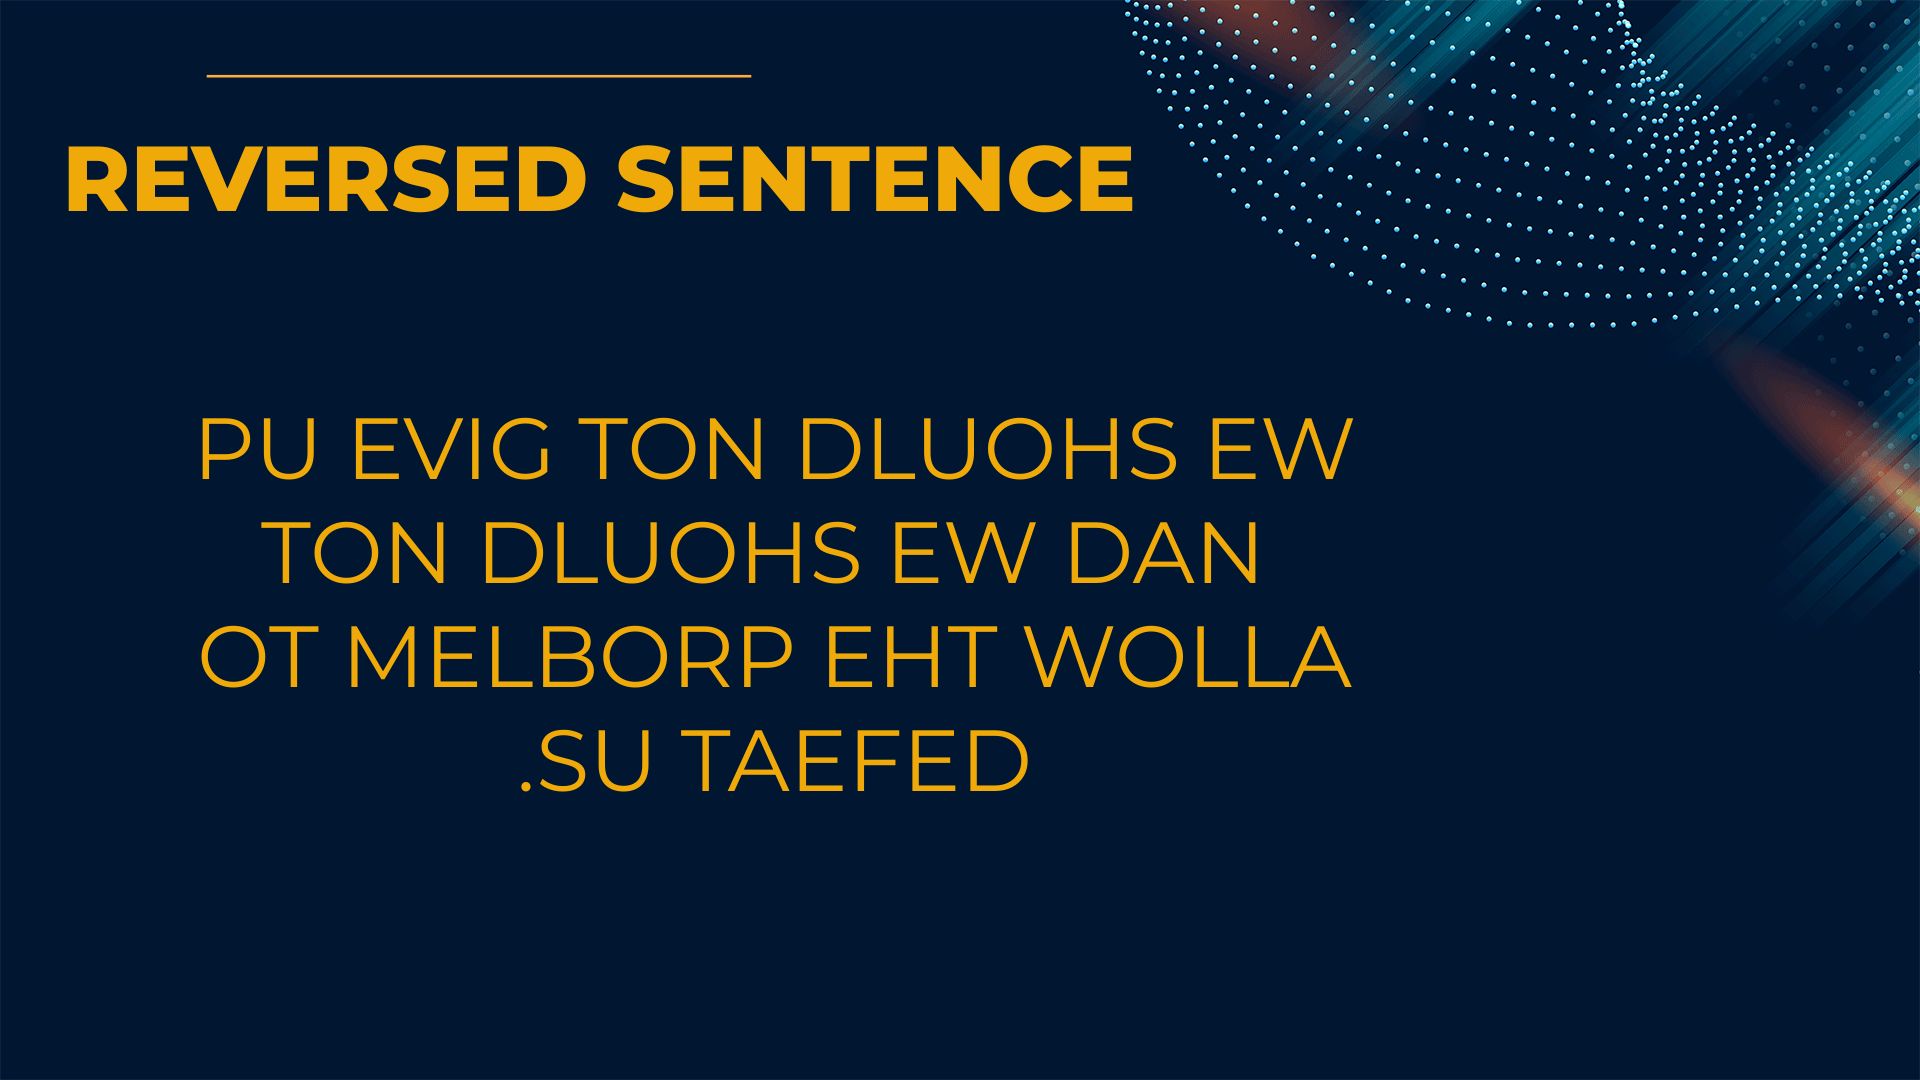 REVERSED SENTENCE
PU EVIG TON DLUOHS EW
TON DLUOHS EW DAN
OT MELBORP EHT WOLLA
.SU TAEFED